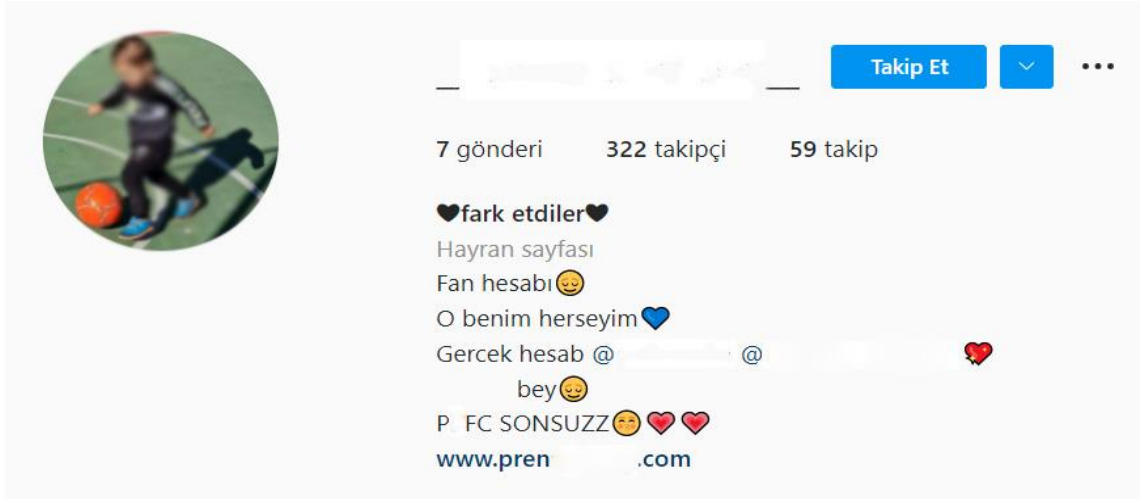 Takip Et
7 gönderi 322 takipçi 59 takip
🖤fark etdiler🖤
Hayran sayfası
Fan hesabı😌
O benim herseyim💙
Gercek hesab @ @ 💖
bey😌
P. FC SONSUZZ😊💗💗
www.pren .com